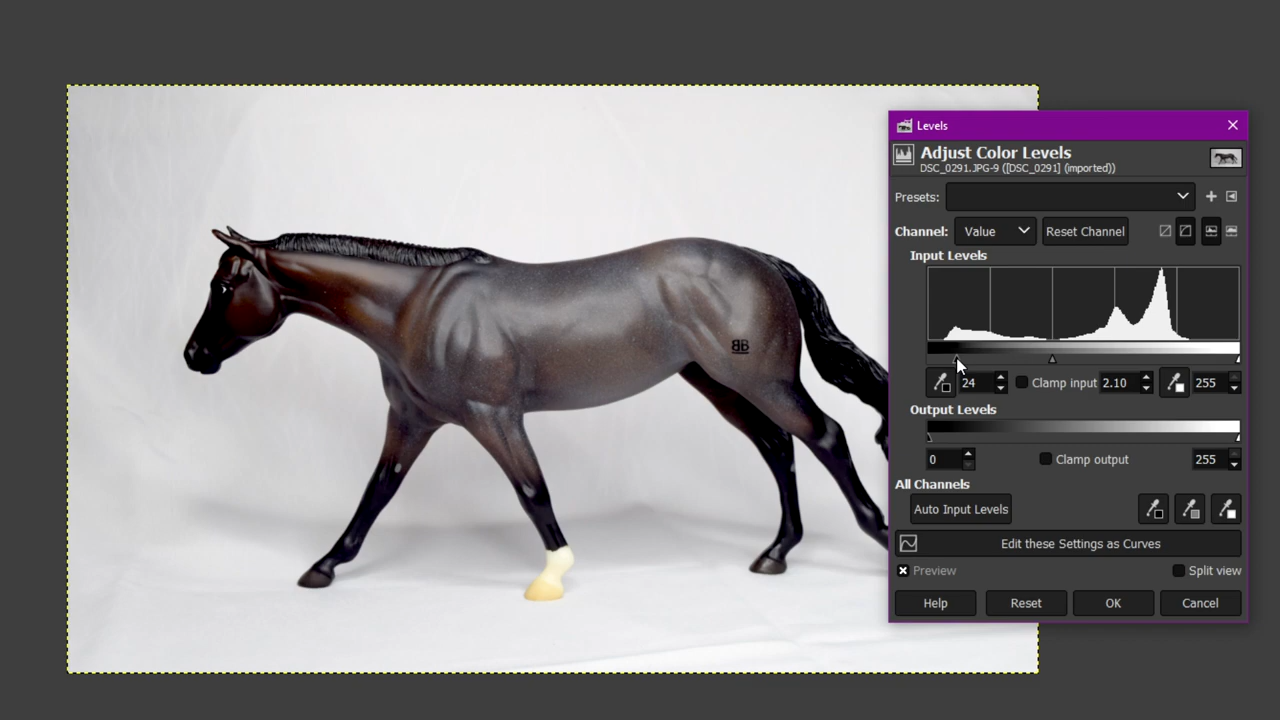 BB
Levels
Adjust Color Levels
DSC_0291.JPG-9 ([DSC_0291] (imported))
Presets:
Channel: Value Reset Channel
Input Levels
24 Clamp input 2.10 255
Output Levels
0 Clamp output 255
All Channels
Auto Input Levels
Edit these Settings as Curves
Preview Split view
Help Reset OK Cancel